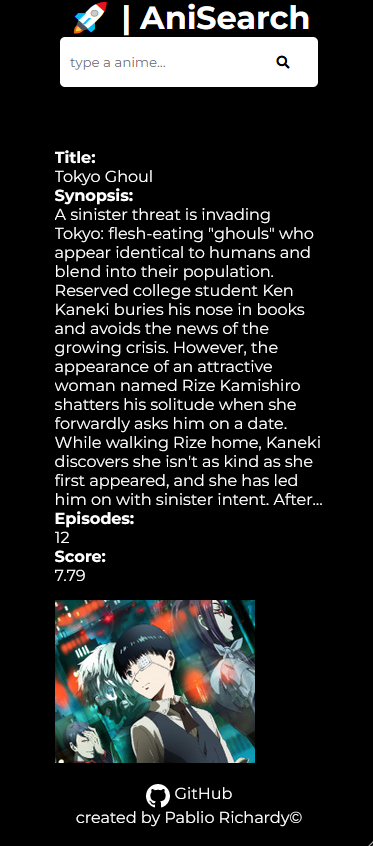 🚀 | AniSearch
type a anime...
Title:
Tokyo Ghoul
Synopsis:
A sinister threat is invading
Tokyo: flesh-eating "ghouls" who
appear identical to humans and
blend into their population.
Reserved college student Ken
Kaneki buries his nose in books
and avoids the news of the
growing crisis. However, the
appearance of an attractive
woman named Rize Kamishiro
shatters his solitude when she
forwardly asks him on a date.
While walking Rize home, Kaneki
discovers she isn't as kind as she
first appeared, and she has led
him on with sinister intent. After...
Episodes:
12
Score:
7.79
GitHub
created by Pablio Richardy©